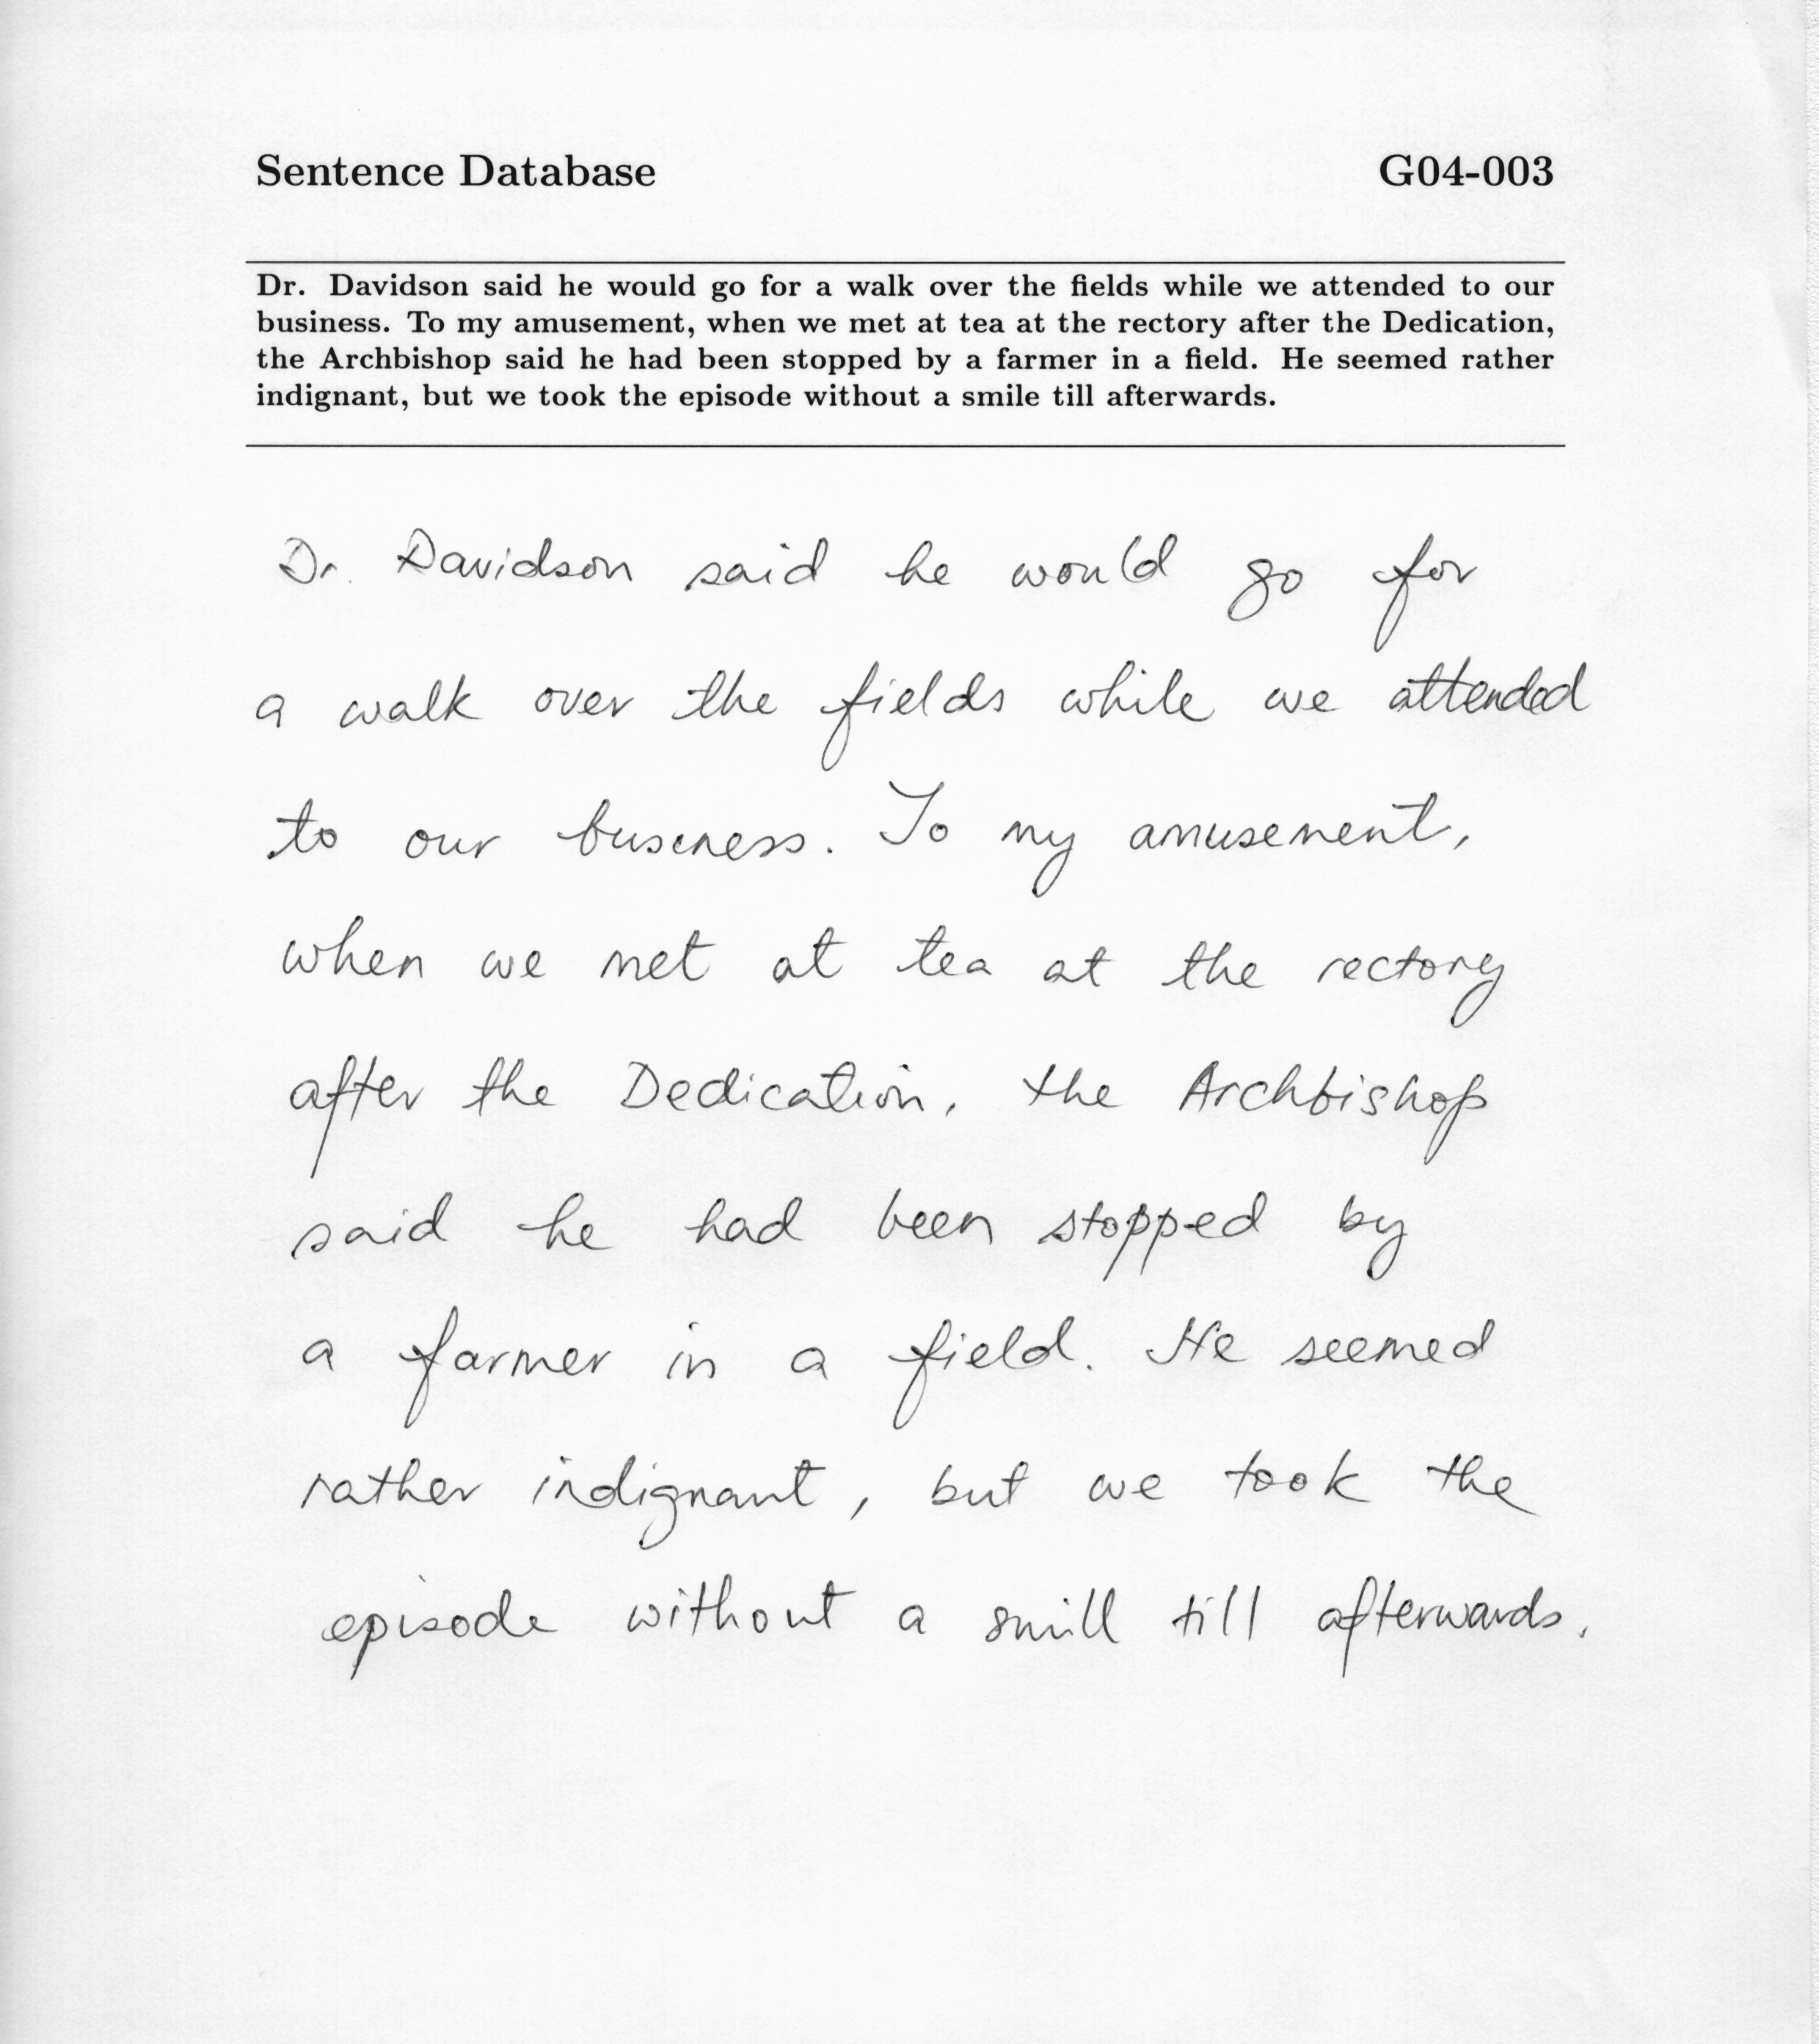 Sentence Database G04-003
Dr. Davidson said he would go for a walk over the fields while we attended to our
business. To my amusement, when we met at tea at the rectory after the Dedication,
the Archbishop said he had been stopped by a farmer in a field. He seemed rather
indignant, but we took the episode without a smile till afterwards.
Dr. Davidson said he would go for
a walk over the fields while we attended
to our business. To my amusement,
when we met at tea at the rectory
after the Dedication, the Archbishop
said he had been stopped by
a farmer in a field. He seemed
rather indignant, but we took the
episode without a smill till afterwards.